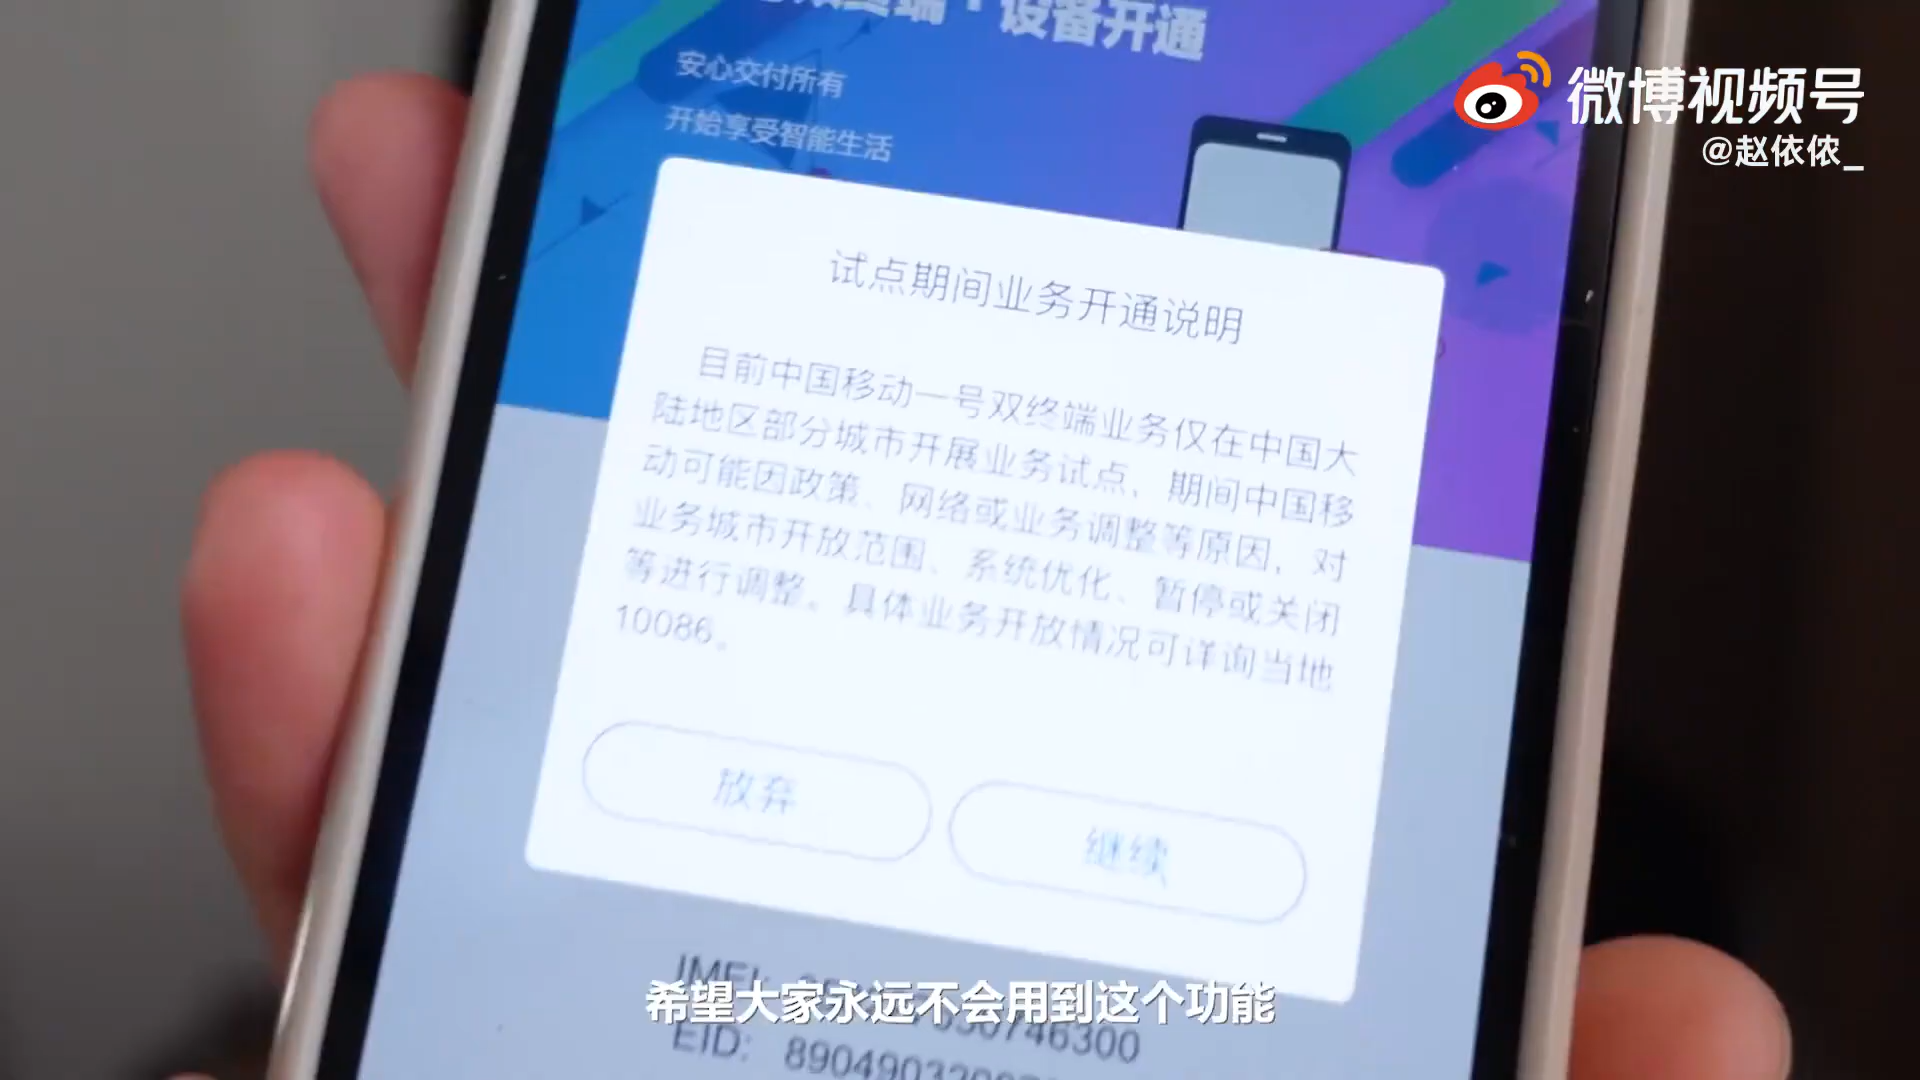 双终端·设备开通
安心交付所有
开始享受智能生活
微博视频号
@赵依侬_
试点期间业务开通说明
目前中国移动一号双终端业务仅在中国大
陆地区部分城市开展业务试点，期间中国移
动可能因政策、网络或业务调整等原因，对
业务城市开放范围、系统优化、暂停或关闭
等进行调整。具体业务开放情况可详询当地
10086。
放弃
继续
IMEI:
希望大家永远不会用到这个功能
EID: 89049032